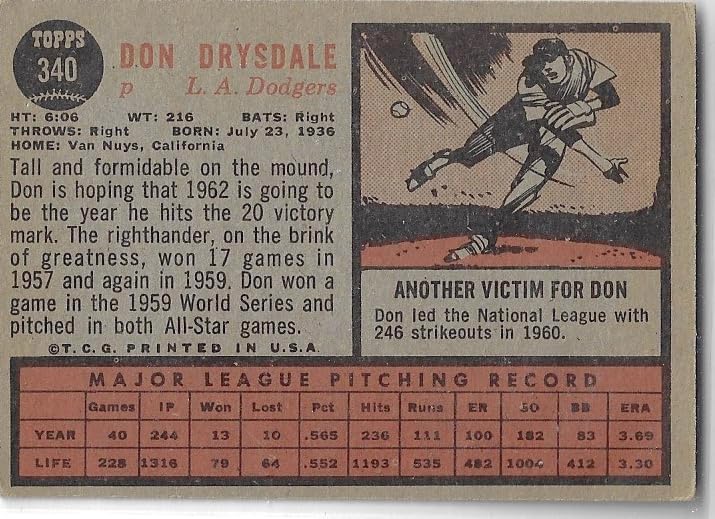 TOPPS
340
DON DRYSDALE
p L. A. Dodgers
HT: 6:06 WT: 216 BATS: Right
THROWS: Right BORN: July 23, 1936
HOME: Van Nuys, California
Tall and formidable on the mound,
Don is hoping that 1962 is going to
be the year he hits the 20 victory
mark. The righthander, on the brink
of greatness, won 17 games in
1957 and again in 1959. Don won a
game in the 1959 World Series and
pitched in both All-Star games.
©T. C. G. PRINTED IN U.S.A.
ANOTHER VICTIM FOR DON
Don led the National League with
246 strikeouts in 1960.
MAJOR LEAGUE PITCHING RECORD
Games IP Won Lost Pct Hits Runs ER SO BB ERA
YEAR 40 244 13 10 .565 236 111 100 182 83 3.69
LIFE 228 1316 79 64 .552 1193 535 482 1004 412 3.30